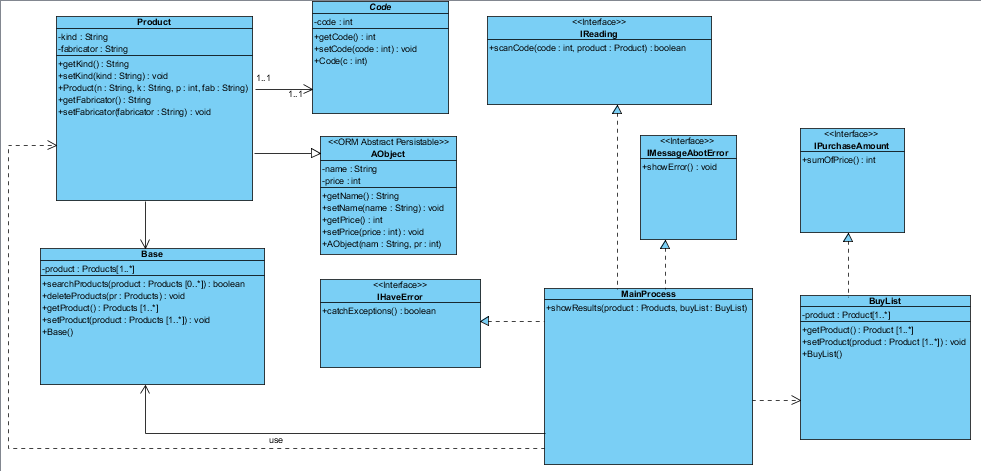 Product
-kind : String
-fabricator : String
+getKind() : String
+setKind(kind : String) : void
+Product(n : String, k : String, p : int, fab : String)
+getFabricator() : String
+setFabricator(fabricator : String) : void
1..1
1..1
Code
-code : int
+getCode() : int
+setCode(code : int) : void
+Code(c : int)
<<Interface>>
IReading
+scanCode(code : int, product : Product) : boolean
<<ORM Abstract Persistable>>
AObject
-name : String
-price : int
+getName() : String
+setName(name : String) : void
+getPrice() : int
+setPrice(price : int) : void
+AObject(nam : String, pr : int)
<<Interface>>
IMessageAbotError
+showError() : void
<<Interface>>
IPurchaseAmount
+sumOfPrice() : int
Base
-product : Products[1..*]
+searchProducts(product : Products [0..*]) : boolean
+deleteProducts(pr : Products) : void
+getProduct() : Products [1..*]
+setProduct(product : Products [1..*]) : void
+Base()
<<Interface>>
IHaveError
+catchExceptions() : boolean
MainProcess
+showResults(product : Products, buyList : BuyList)
BuyList
-product : Product[1..*]
+getProduct() : Product [1..*]
+setProduct(product : Product [1..*]) : void
+BuyList()
use